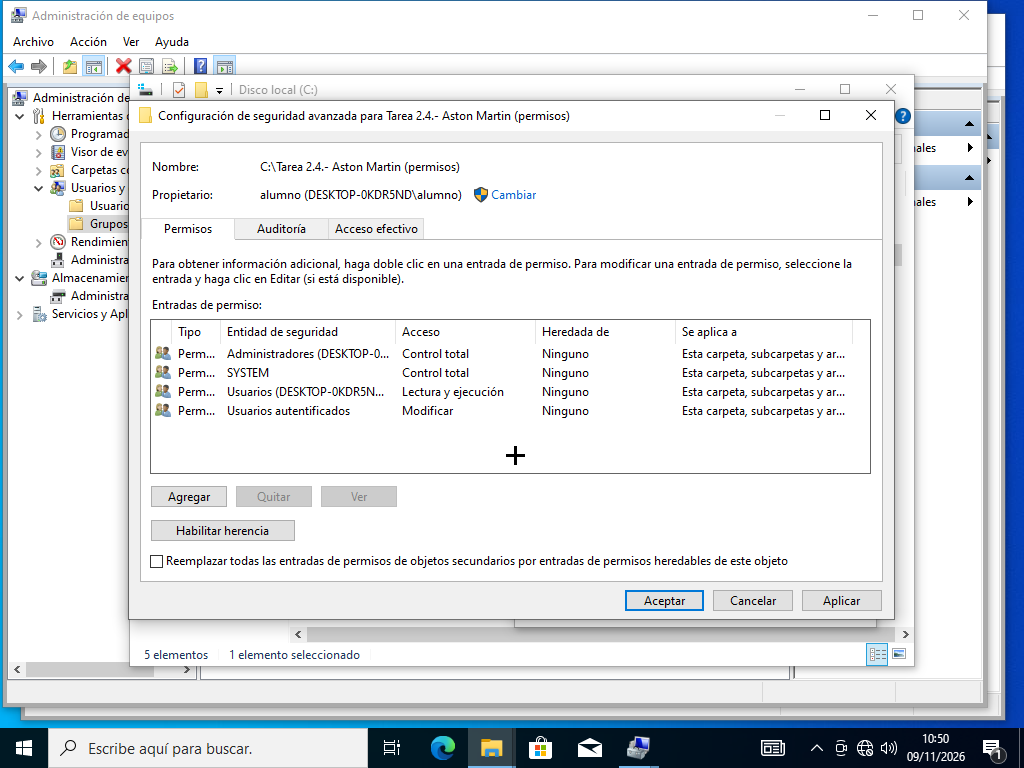 Administración de equipos
Archivo Acción Ver Ayuda
Disco local (C:)
Administración de
Herramientas
Programad
Visor de ev
Carpetas co
Usuarios y
Usuario
Grupos
Rendimien
Administra
Almacenamien
Administra
Servicios y Apl
Configuración de seguridad avanzada para Tarea 2.4.- Aston Martin (permisos)
Nombre: C:\Tarea 2.4.- Aston Martin (permisos)
Propietario: alumno (DESKTOP-0KDR5ND\alumno) Cambiar
Permisos Auditoría Acceso efectivo
Para obtener información adicional, haga doble clic en una entrada de permiso. Para modificar una entrada de permiso, seleccione la
entrada y haga clic en Editar (si está disponible).
Entradas de permiso:
Tipo Entidad de seguridad Acceso Heredada de Se aplica a
Perm... Administradores (DESKTOP-0... Control total Ninguno Esta carpeta, subcarpetas y ar...
Perm... SYSTEM Control total Ninguno Esta carpeta, subcarpetas y ar...
Perm... Usuarios (DESKTOP-0KDR5N... Lectura y ejecución Ninguno Esta carpeta, subcarpetas y ar...
Perm... Usuarios autentificados Modificar Ninguno Esta carpeta, subcarpetas y ar...
Agregar Quitar Ver
Habilitar herencia
Reemplazar todas las entradas de permisos de objetos secundarios por entradas de permisos heredables de este objeto
Aceptar Cancelar Aplicar
nales
nales
5 elementos 1 elemento seleccionado
Escribe aquí para buscar.
10:50
09/11/2026
1